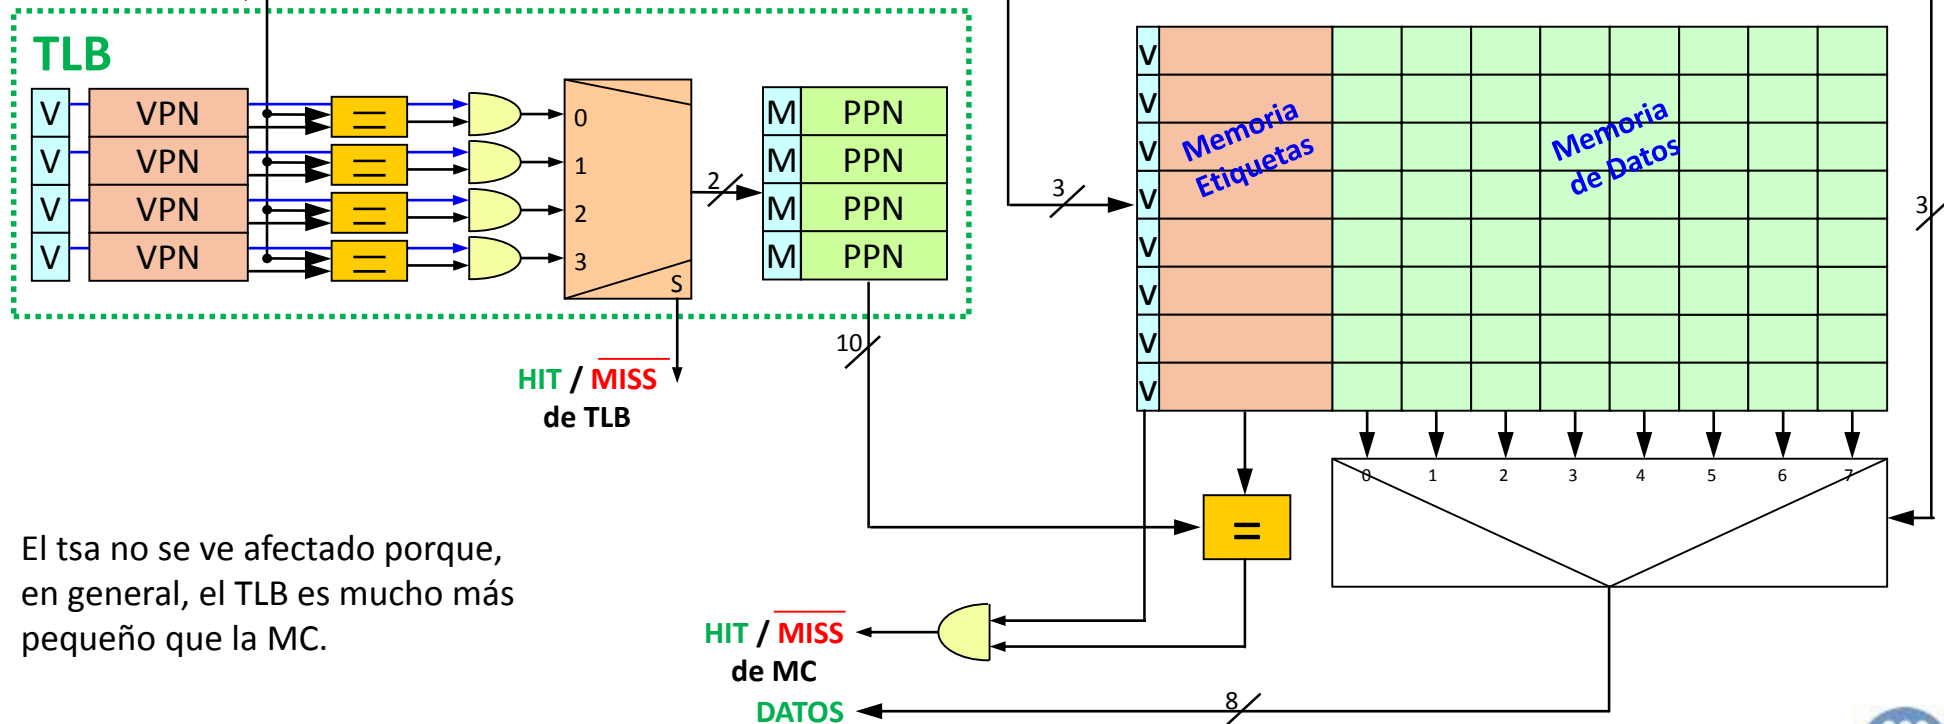 TLB
V VPN = 0 M PPN
V VPN = 1 M PPN
V VPN = 2 M PPN
V VPN = 3 M PPN
S
2
10
HIT / MISS
de TLB
V
V
V
V
V
V
V
V
Memoria
Etiquetas
Memoria
de Datos
3
3
0 1 2 3 4 5 6 7
=
El tsa no se ve afectado porque,
en general, el TLB es mucho más
pequeño que la MC.
HIT / MISS
de MC
DATOS
8